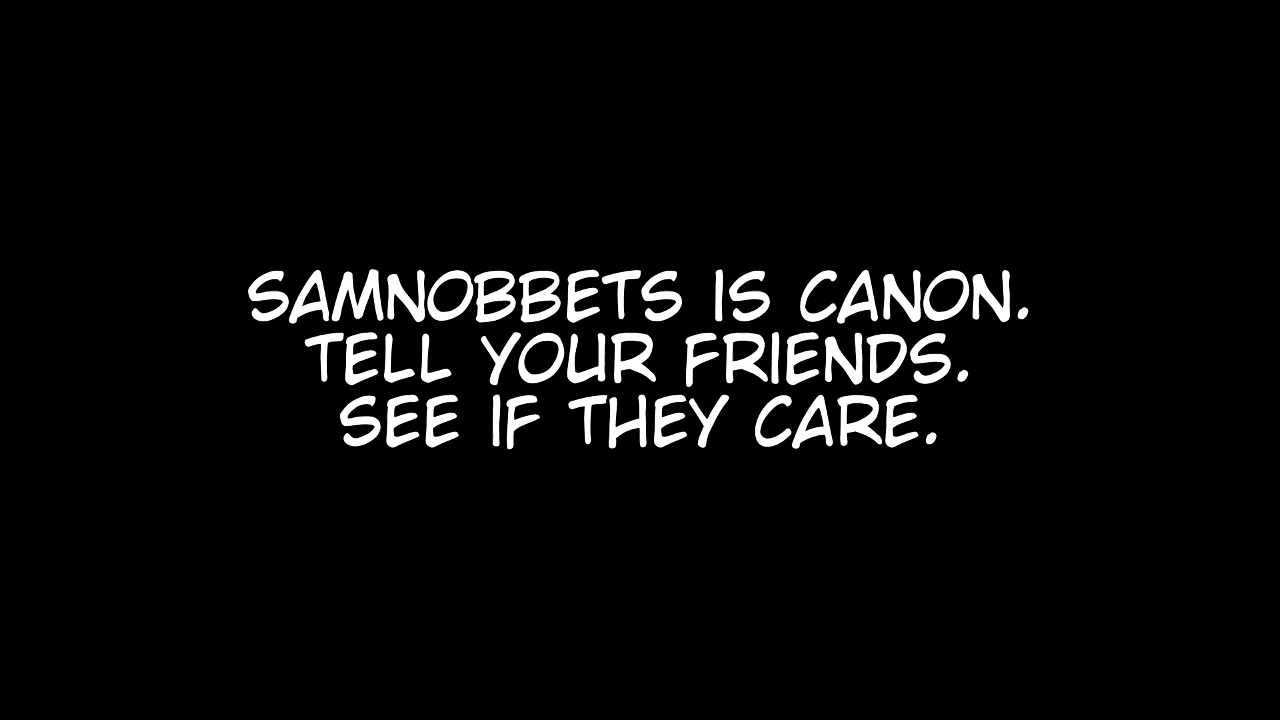 SAMNOBBETS IS CANON.
TELL YOUR FRIENDS.
SEE IF THEY CARE.